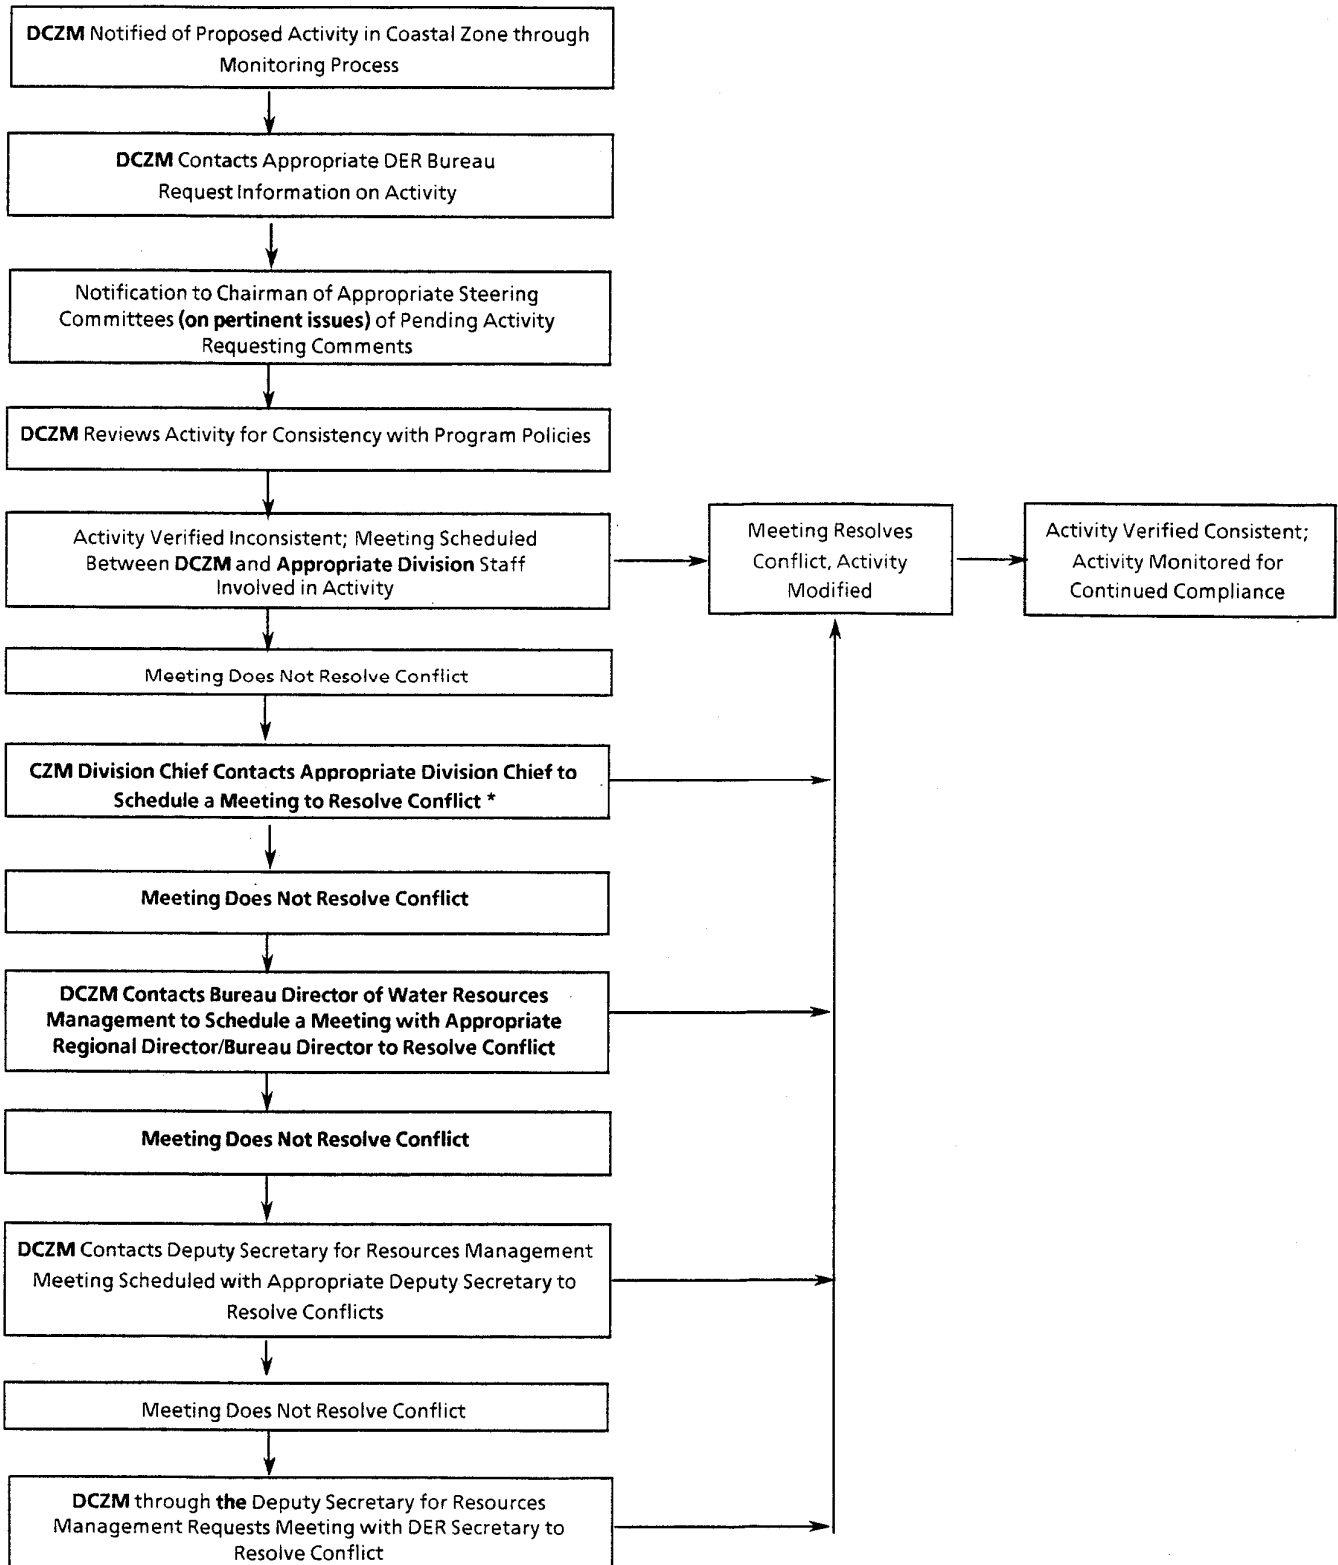 DCZM Notified of Proposed Activity in Coastal Zone through
Monitoring Process
DCZM Contacts Appropriate DER Bureau
Request Information on Activity
Notification to Chairman of Appropriate Steering
Committees (on pertinent issues) of Pending Activity
Requesting Comments
DCZM Reviews Activity for Consistency with Program Policies
Activity Verified Inconsistent; Meeting Scheduled
Between DCZM and Appropriate Division Staff
Involved in Activity
Meeting Resolves
Conflict, Activity
Modified
Activity Verified Consistent;
Activity Monitored for
Continued Compliance
Meeting Does Not Resolve Conflict
CZM Division Chief Contacts Appropriate Division Chief to
Schedule a Meeting to Resolve Conflict *
Meeting Does Not Resolve Conflict
DCZM Contacts Bureau Director of Water Resources
Management to Schedule a Meeting with Appropriate
Regional Director/Bureau Director to Resolve Conflict
Meeting Does Not Resolve Conflict
DCZM Contacts Deputy Secretary for Resources Management
Meeting Scheduled with Appropriate Deputy Secretary to
Resolve Conflicts
Meeting Does Not Resolve Conflict
DCZM through the Deputy Secretary for Resources
Management Requests Meeting with DER Secretary to
Resolve Conflict